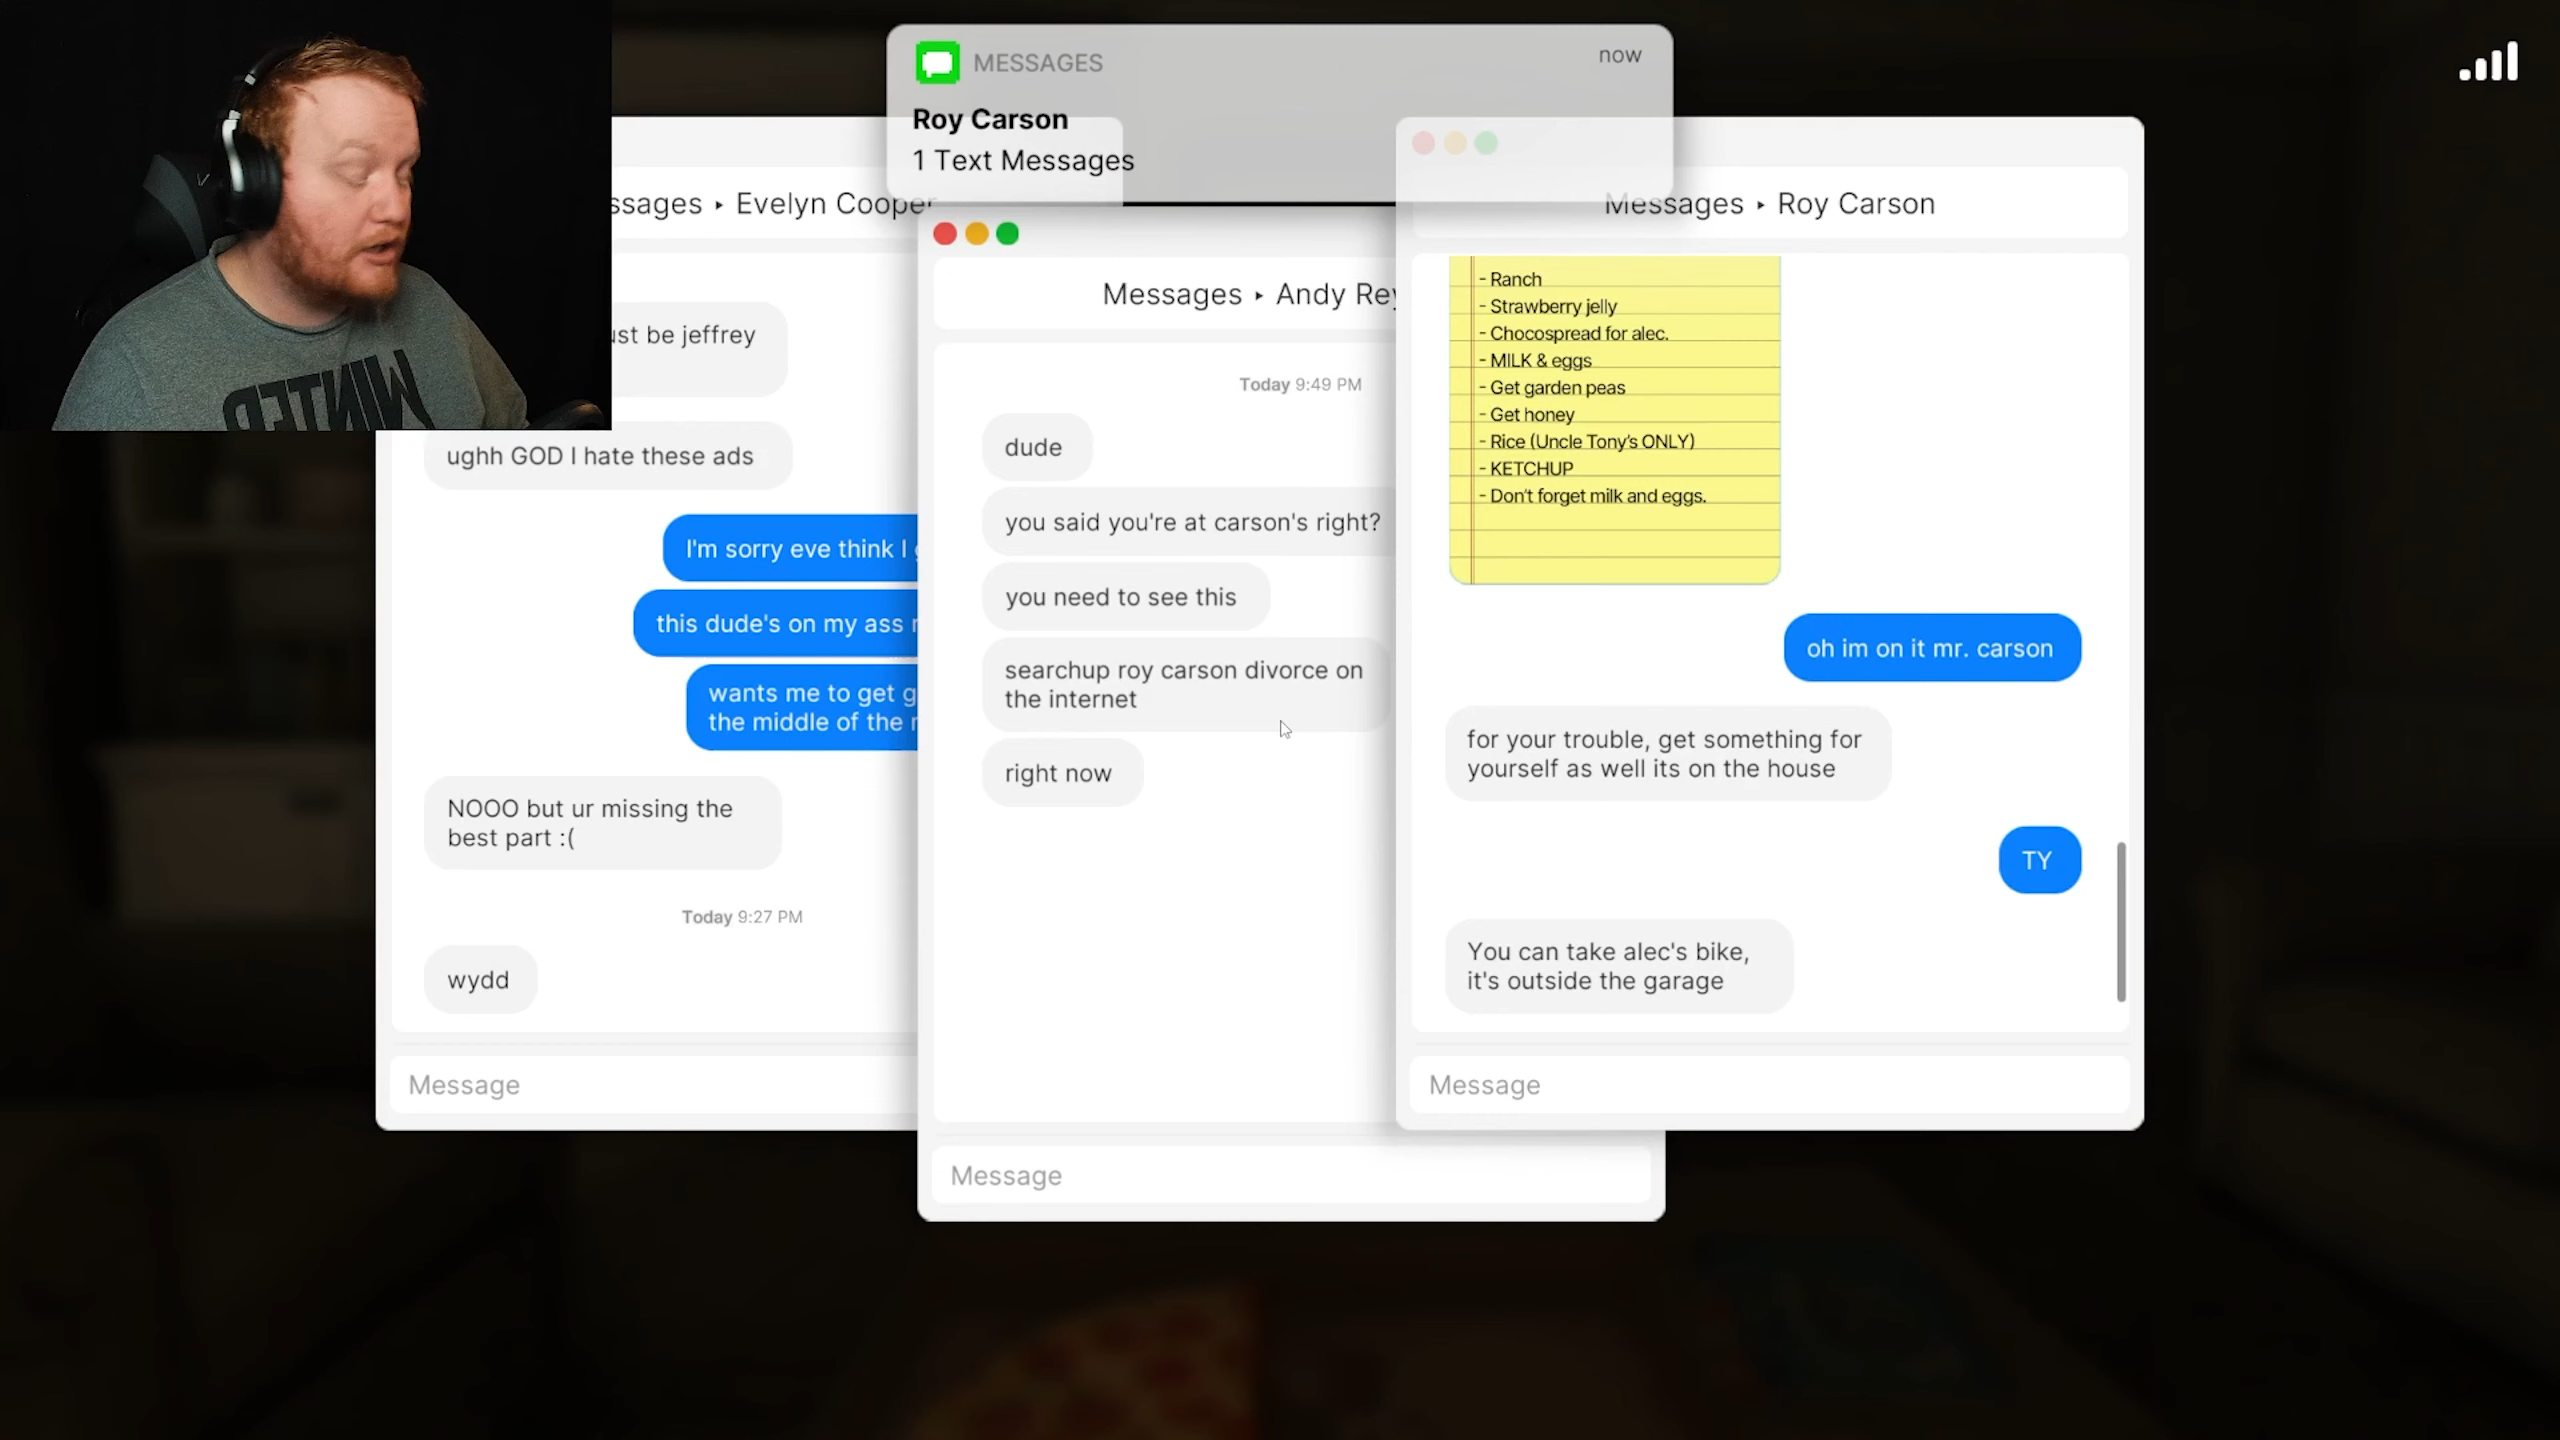 MESSAGES
now
Roy Carson
1 Text Messages
Messages ▸ Roy Carson
Evelyn Cooper
be jeffrey
ughh GOD I hate these ads
I'm sorry eve think I
this dude's on my ass
wants me to get
the middle of the
NOOO but ur missing the
best part :(
Today 9:27 PM
wydd
Message
Messages ▸ Andy
Today 9:49 PM
dude
you said you're at carson's right?
you need to see this
searchup roy carson divorce on
the internet
right now
Message
- Ranch
- Strawberry jelly
- Chocospread for alec.
- MILK & eggs
- Get garden peas
- Get honey
- Rice (Uncle Tony's ONLY)
- KETCHUP
- Don't forget milk and eggs.
oh im on it mr. carson
for your trouble, get something for
yourself as well its on the house
TY
You can take alec's bike,
it's outside the garage
Message
MINTED